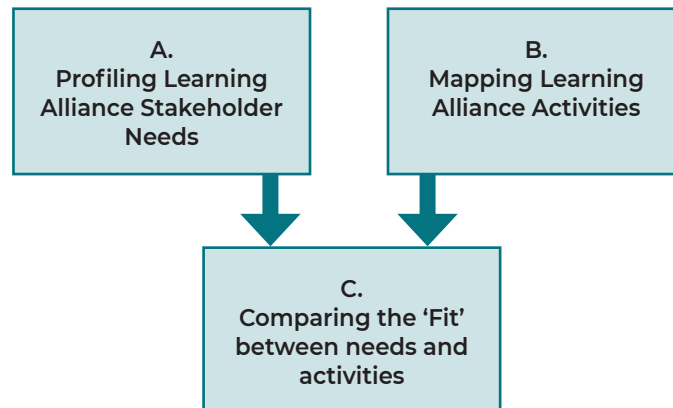 A.
Profiling Learning
Alliance Stakeholder
Needs
B.
Mapping Learning
Alliance Activities
C.
Comparing the ‘Fit’
between needs and
activities